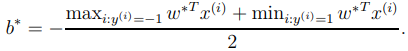 b* = − (max_{i:y^{(i)}=−1} w*^T x^{(i)} + min_{i:y^{(i)}=1} w*^T x^{(i)}) / 2 .